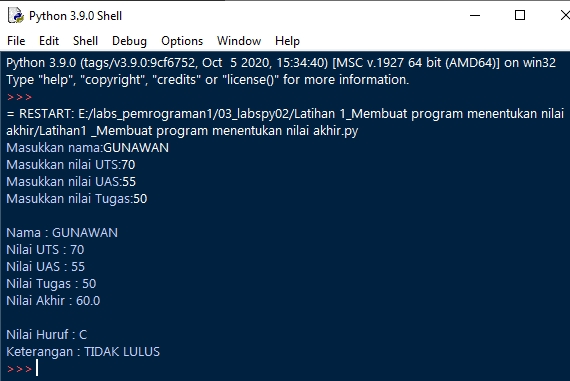 Python 3.9.0 Shell
File Edit Shell Debug Options Window Help
Python 3.9.0 (tags/v3.9.0:9cf6752, Oct  5 2020, 15:34:40) [MSC v.1927 64 bit (AMD64)] on win32
Type "help", "copyright", "credits" or "license()" for more information.
>>>
= RESTART: E:/labs_pemrograman1/03_labspy02/Latihan 1_Membuat program menentukan nilai
akhir/Latihan1 _Membuat program menentukan nilai akhir.py
Masukkan nama:GUNAWAN
Masukkan nilai UTS:70
Masukkan nilai UAS:55
Masukkan nilai Tugas:50
Nama : GUNAWAN
Nilai UTS : 70
Nilai UAS : 55
Nilai Tugas : 50
Nilai Akhir : 60.0
Nilai Huruf : C
Keterangan : TIDAK LULUS
>>>